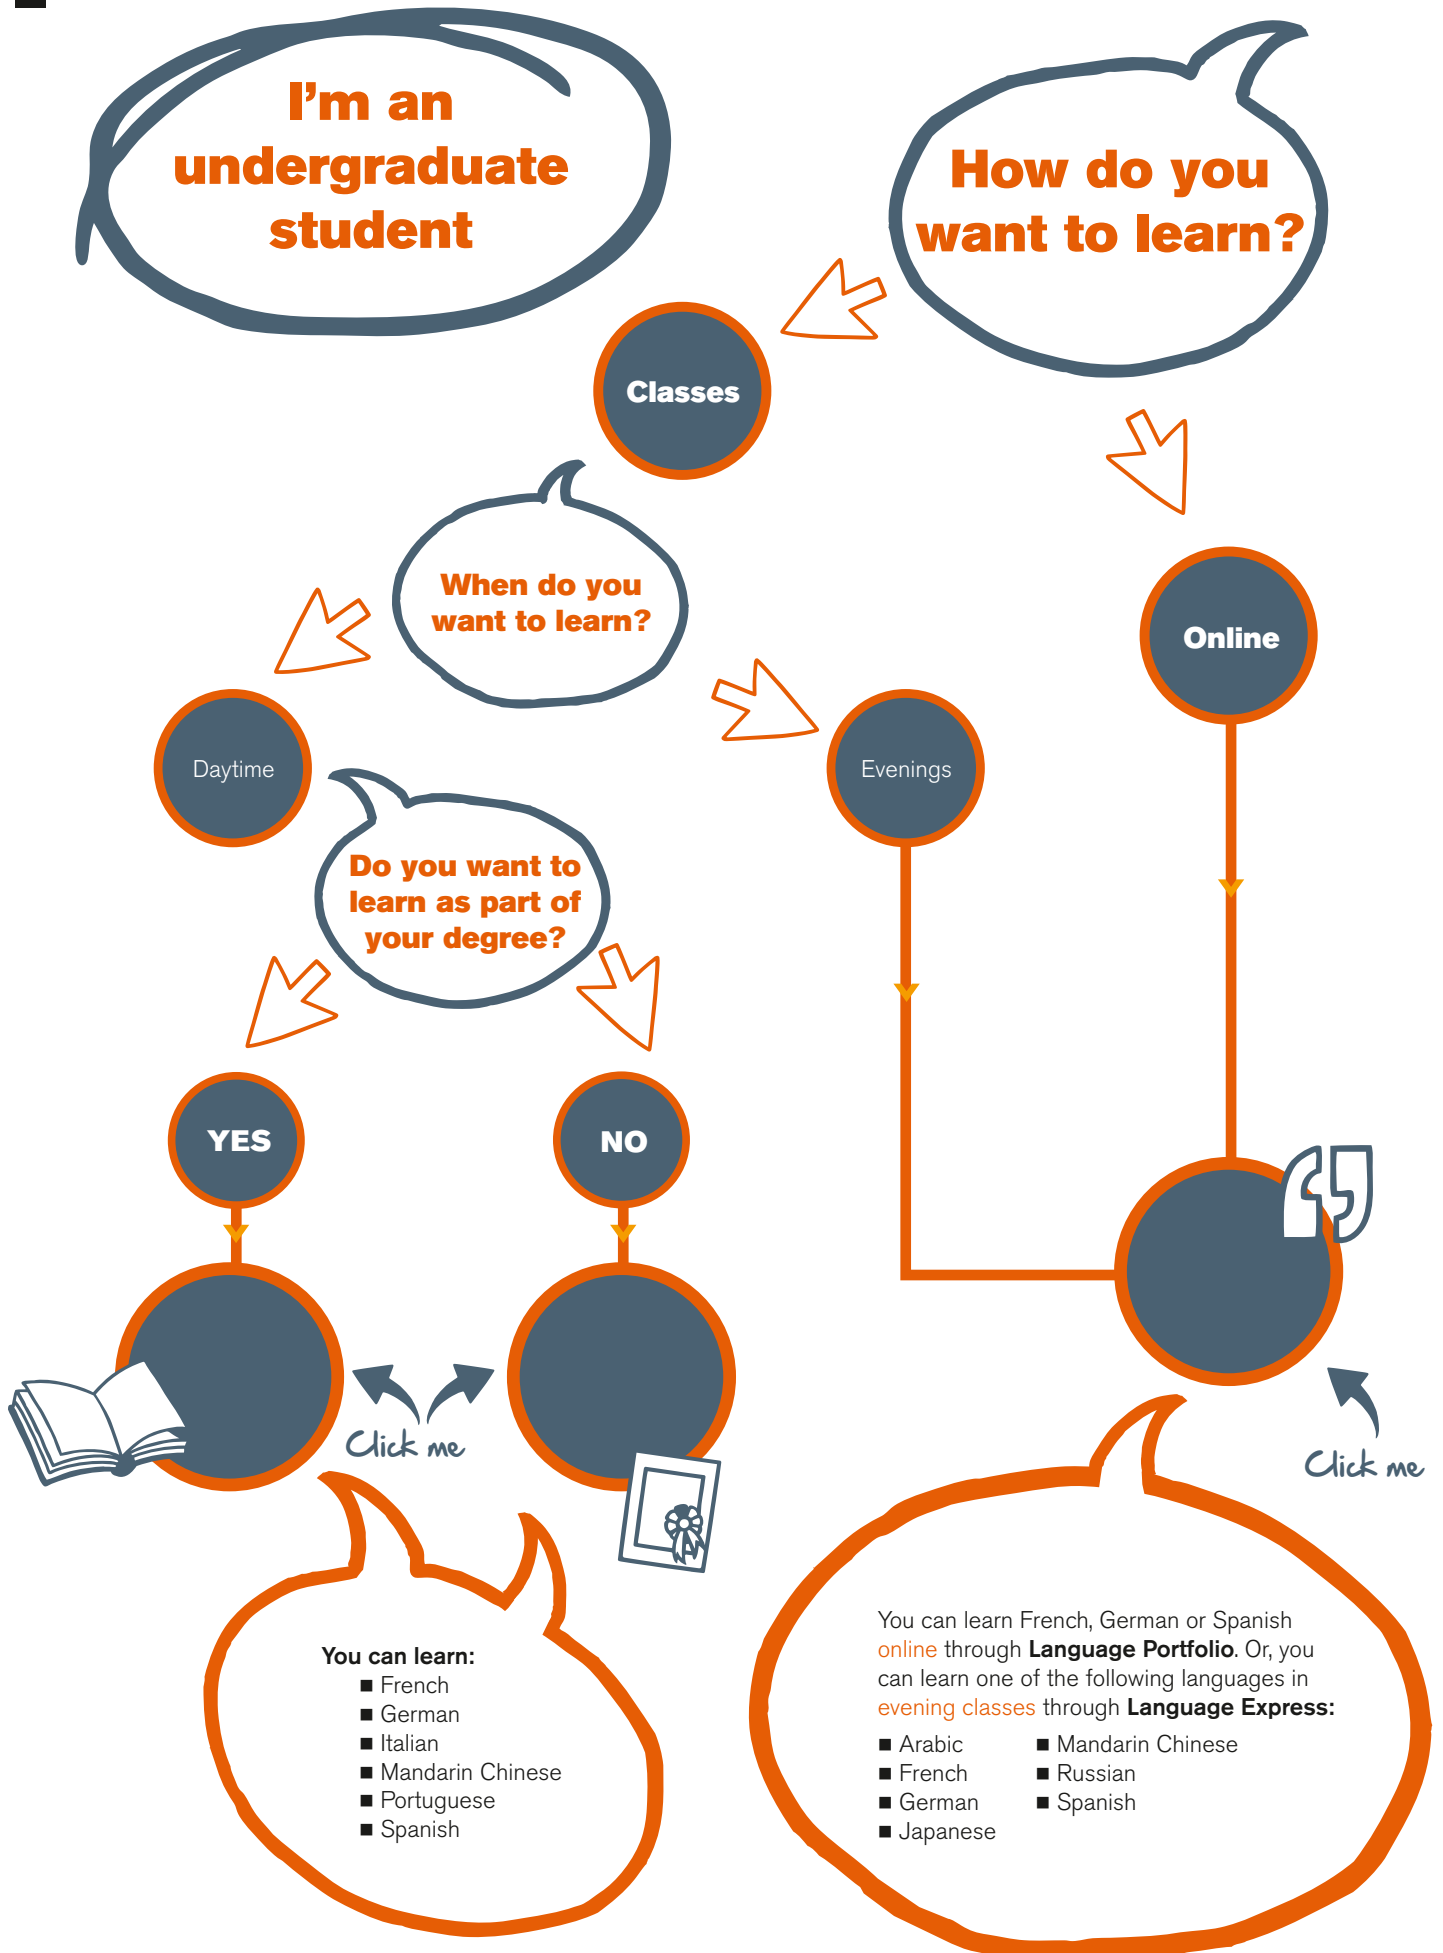 I'm an
undergraduate
student
How do you
want to learn?
Classes
When do you
want to learn?
Online
Daytime
Evenings
Do you want to
learn as part of
your degree?
YES
NO
Click me
Click me
You can learn:
■ French
■ German
■ Italian
■ Mandarin Chinese
■ Portuguese
■ Spanish
You can learn French, German or Spanish
online through Language Portfolio. Or, you
can learn one of the following languages in
evening classes through Language Express:
■ Arabic
■ French
■ German
■ Japanese
■ Mandarin Chinese
■ Russian
■ Spanish